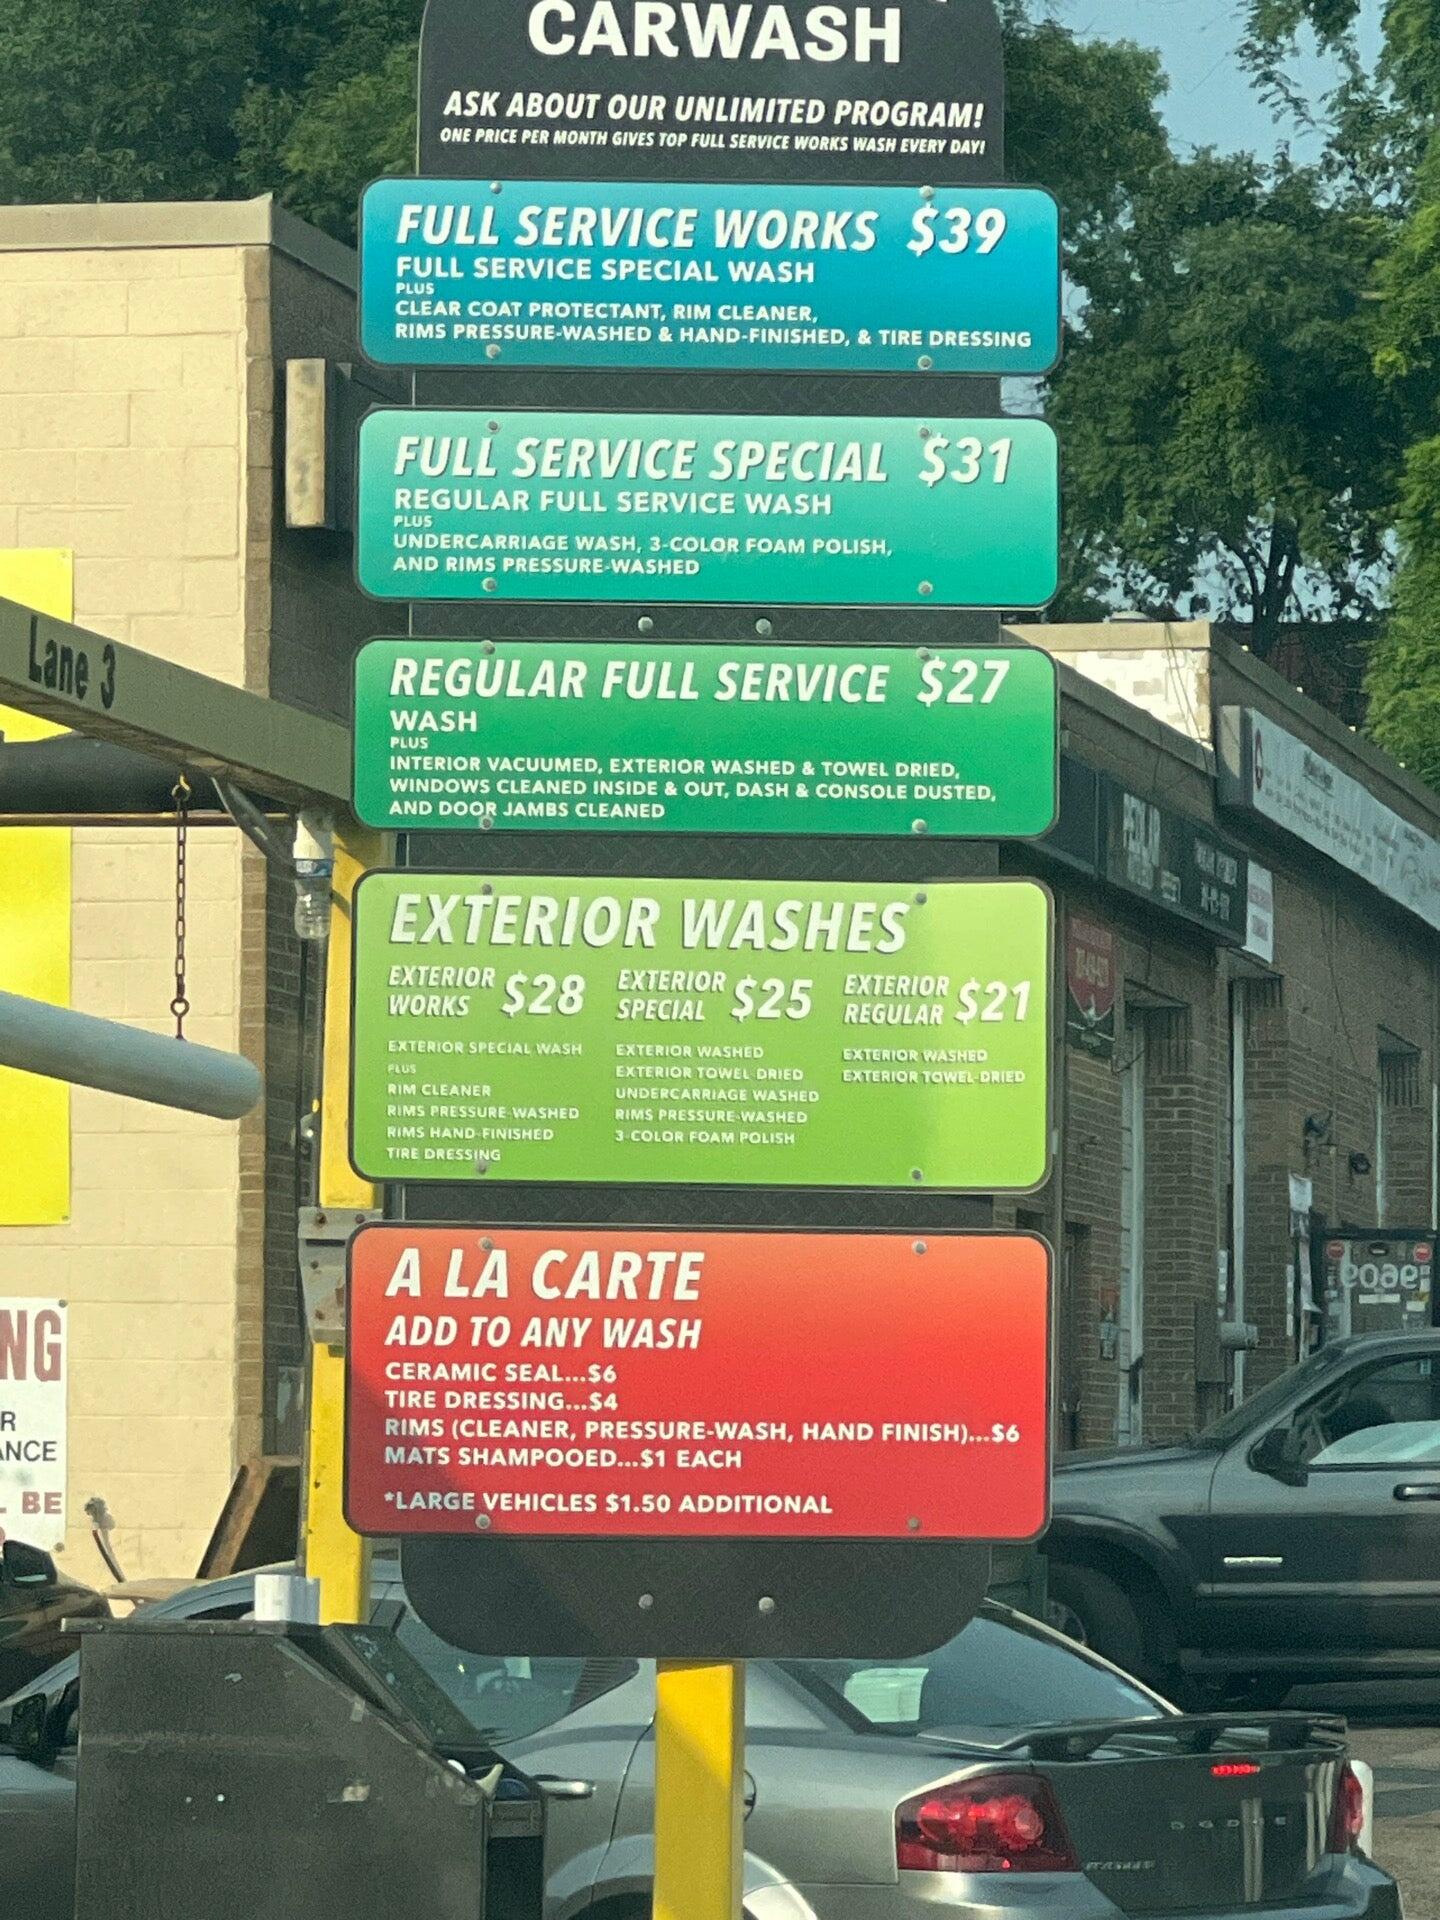 CARWASH
ASK ABOUT OUR UNLIMITED PROGRAM!
ONE PRICE PER MONTH GIVES TOP FULL SERVICE WORKS WASH EVERY DAY!
FULL SERVICE WORKS $39
FULL SERVICE SPECIAL WASH
PLUS
CLEAR COAT PROTECTANT, RIM CLEANER,
RIMS PRESSURE-WASHED & HAND-FINISHED, & TIRE DRESSING
FULL SERVICE SPECIAL $31
REGULAR FULL SERVICE WASH
PLUS
UNDERCARRIAGE WASH, 3-COLOR FOAM POLISH,
AND RIMS PRESSURE-WASHED
Lane 3
REGULAR FULL SERVICE $27
WASH
PLUS
INTERIOR VACUUMED, EXTERIOR WASHED & TOWEL DRIED,
WINDOWS CLEANED INSIDE & OUT, DASH & CONSOLE DUSTED,
AND DOOR JAMBS CLEANED
EXTERIOR WASHES
EXTERIOR WORKS $28
EXTERIOR SPECIAL WASH
PLUS
RIM CLEANER
RIMS PRESSURE-WASHED
RIMS HAND-FINISHED
TIRE DRESSING
EXTERIOR SPECIAL $25
EXTERIOR WASHED
EXTERIOR TOWEL-DRIED
UNDERCARRIAGE WASHED
RIMS PRESSURE-WASHED
3-COLOR FOAM POLISH
EXTERIOR REGULAR $21
EXTERIOR WASHED
EXTERIOR TOWEL-DRIED
A LA CARTE
ADD TO ANY WASH
CERAMIC SEAL...$6
TIRE DRESSING...$4
RIMS (CLEANER, PRESSURE-WASH, HAND FINISH)...$6
MATS SHAMPOOED...$1 EACH
*LARGE VEHICLES $1.50 ADDITIONAL
NG
R
ANCE
BE
DODGE